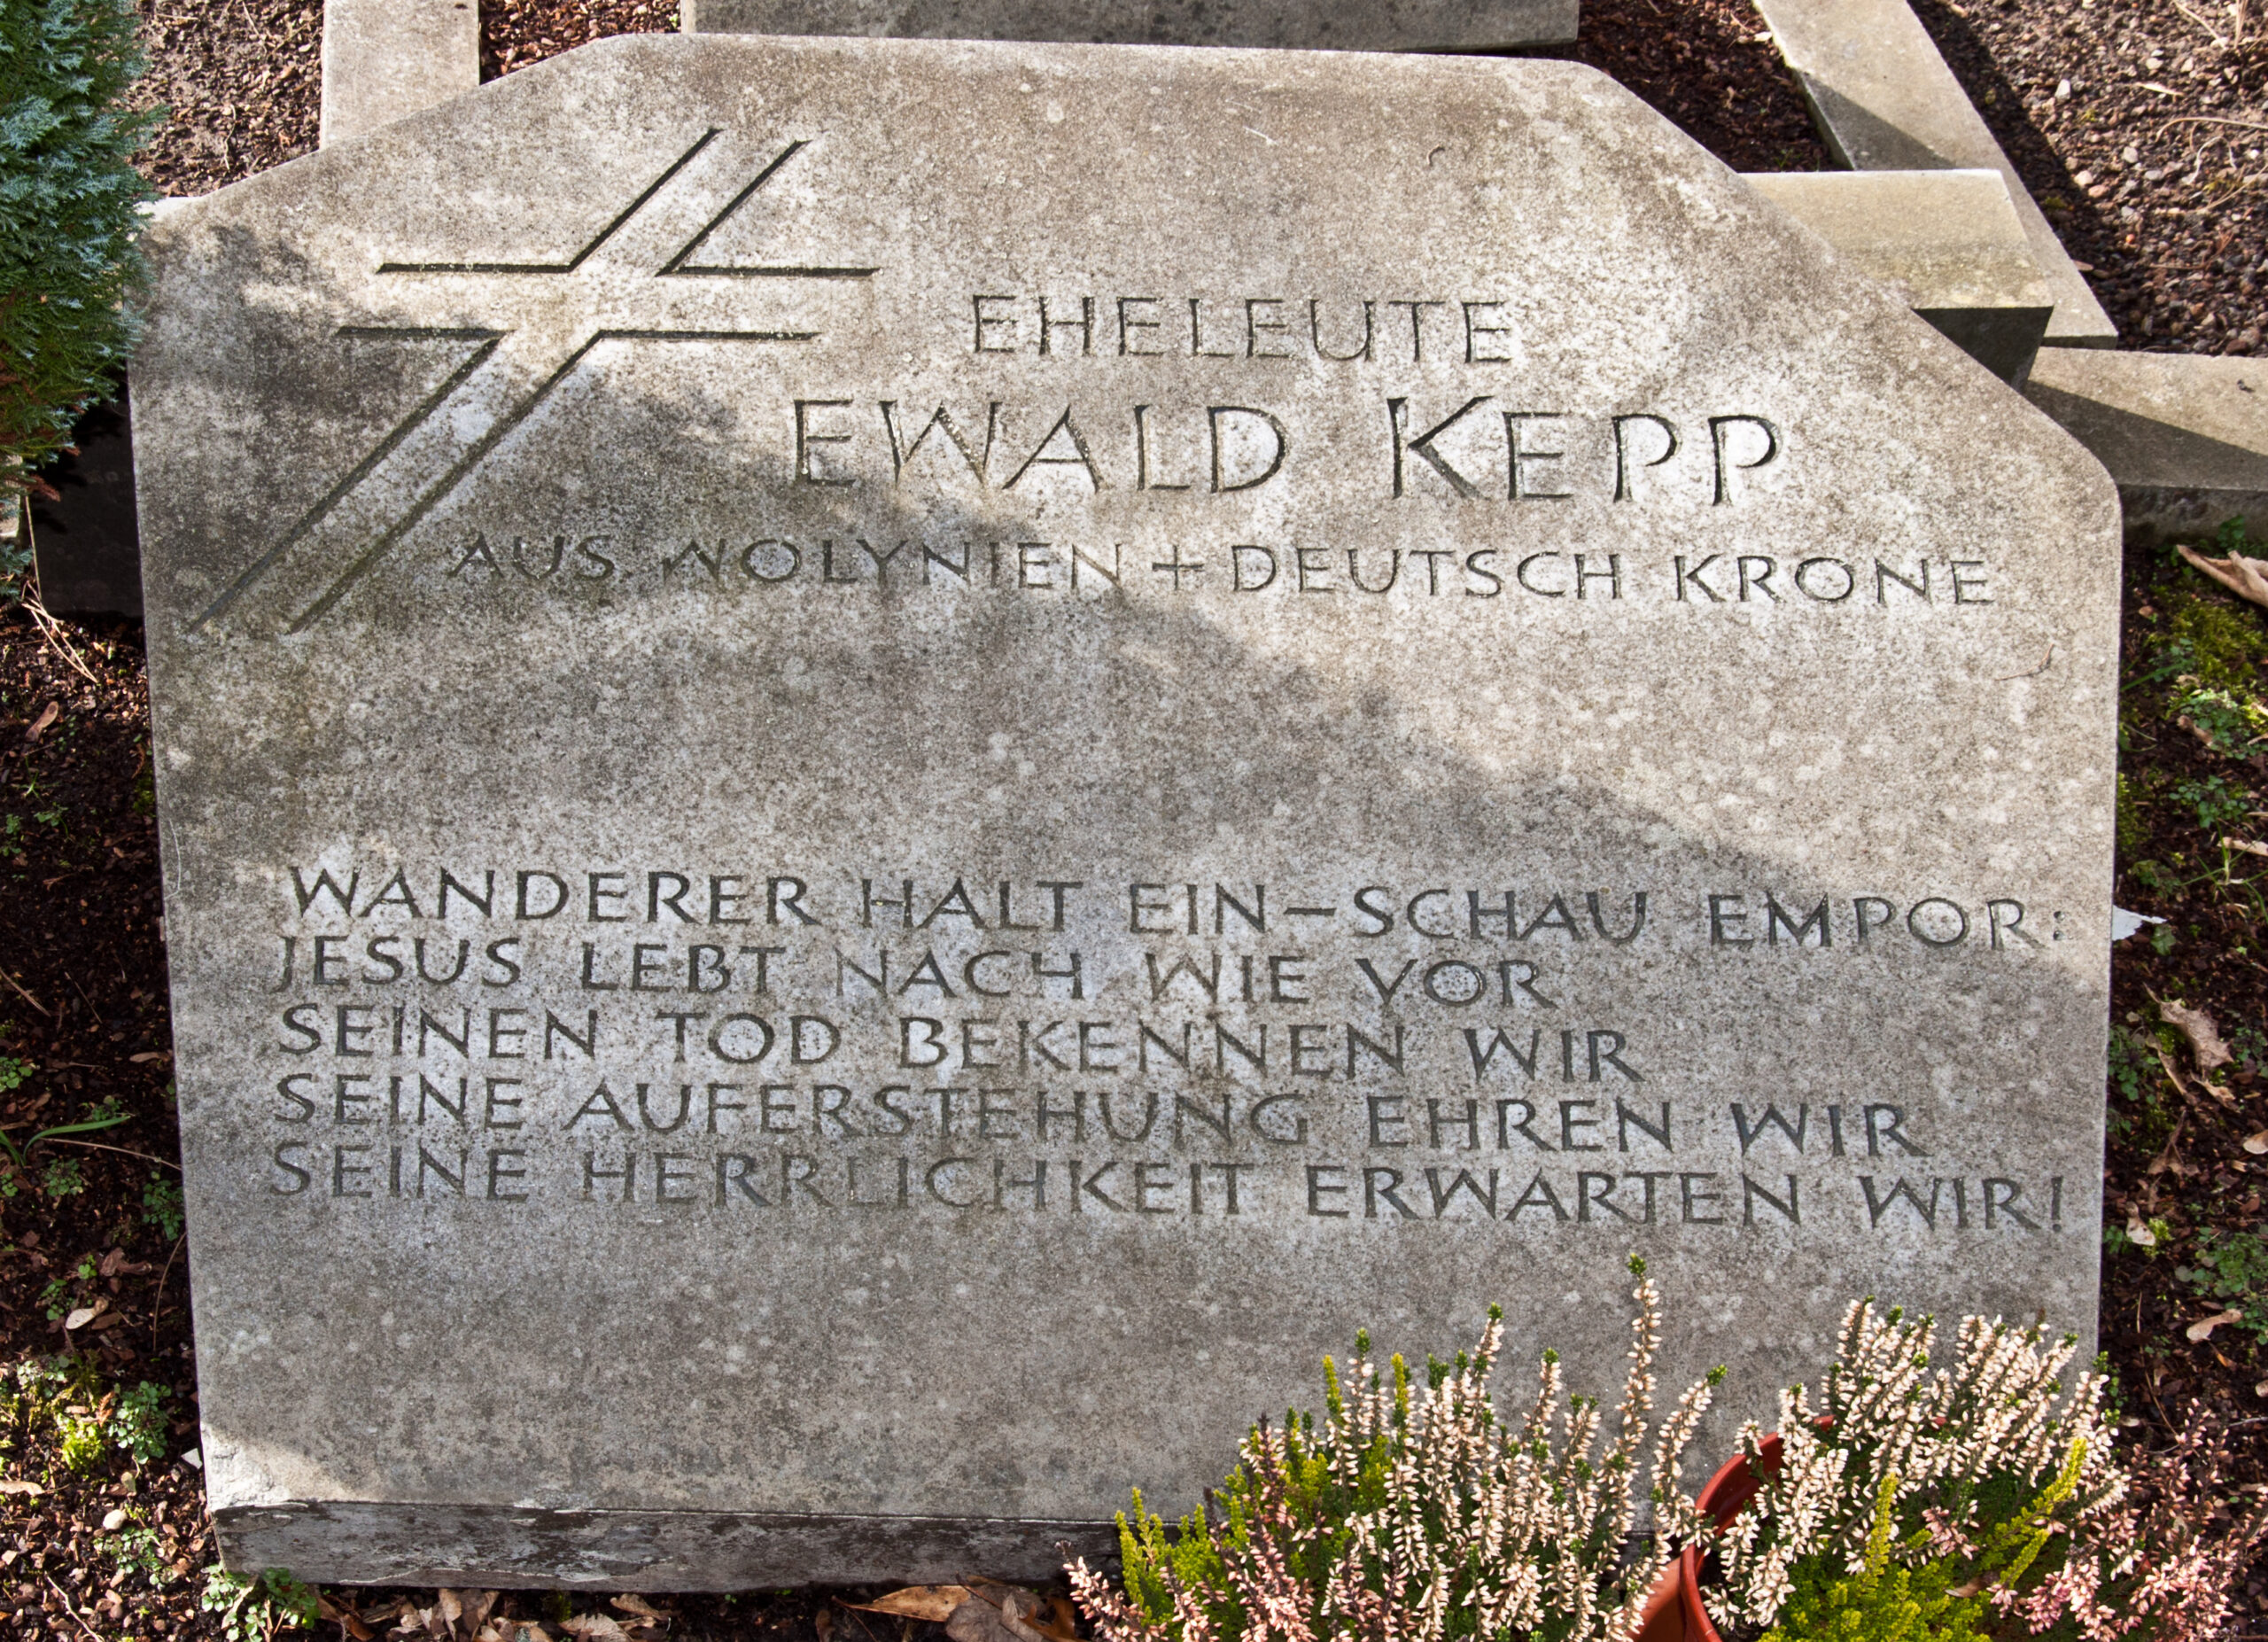 EHELEUTE
EWALD KEPP
AUS WOLYNIEN + DEUTSCH KRONE
WANDERER HALT EIN – SCHAU EMPOR:
JESUS LEBT NACH WIE VOR
SEINEN TOD BEKENNEN WIR
SEINE AUFERSTEHUNG EHREN WIR
SEINE HERRLICHKEIT ERWARTEN WIR!